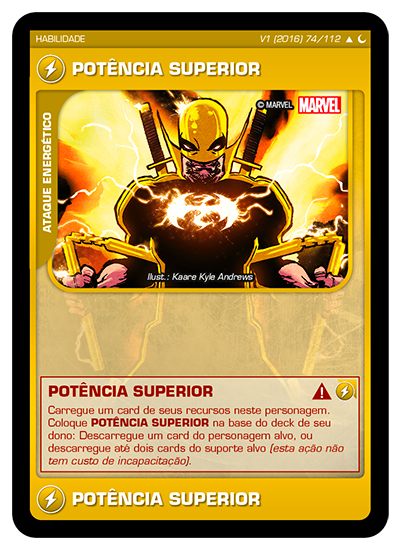 HABILIDADE
V1 (2016) 74/112
POTÊNCIA SUPERIOR
ATAQUE ENERGÉTICO
© MARVEL MARVEL
Ilust.: Kaare Kyle Andrews
POTÊNCIA SUPERIOR
Carregue um card de seus recursos neste personagem.
Coloque POTÊNCIA SUPERIOR na base do deck de seu
dono: Descarregue um card do personagem alvo, ou
descarregue até dois cards do suporte alvo (esta ação não
tem custo de incapacitação).
POTÊNCIA SUPERIOR